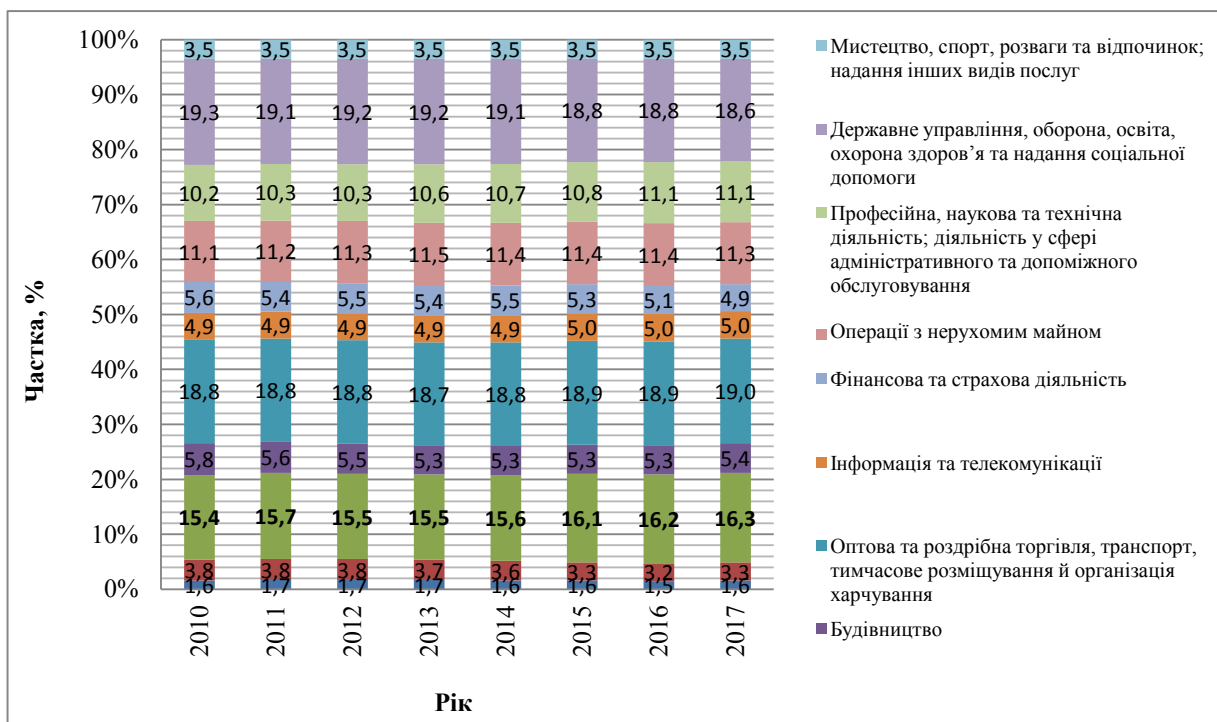 Частка, %
100%
90%
80%
70%
60%
50%
40%
30%
20%
10%
0%
3,5 3,5 3,5 3,5 3,5 3,5 3,5 3,5
19,3 19,1 19,2 19,2 19,1 18,8 18,8 18,6
10,2 10,3 10,3 10,6 10,7 10,8 11,1 11,1
11,1 11,2 11,3 11,5 11,4 11,4 11,4 11,3
5,6 5,4 5,5 5,4 5,5 5,3 5,1 4,9
4,9 4,9 4,9 4,9 4,9 5,0 5,0 5,0
18,8 18,8 18,8 18,7 18,8 18,9 18,9 19,0
5,8 5,6 5,5 5,3 5,3 5,3 5,3 5,4
15,4 15,7 15,5 15,5 15,6 16,1 16,2 16,3
3,8 3,8 3,8 3,7 3,6 3,3 3,2 3,3
1,6 1,7 1,7 1,7 1,6 1,6 1,5 1,6
2010 2011 2012 2013 2014 2015 2016 2017
Рік
Мистецтво, спорт, розваги та відпочинок;
надання інших видів послуг
Державне управління, оборона, освіта,
охорона здоров’я та надання соціальної
допомоги
Професійна, наукова та технічна
діяльність; діяльність у сфері
адміністративного та допоміжного
обслуговування
Операції з нерухомим майном
Фінансова та страхова діяльність
Інформація та телекомунікації
Оптова та роздрібна торгівля, транспорт,
тимчасове розміщування й організація
харчування
Будівництво